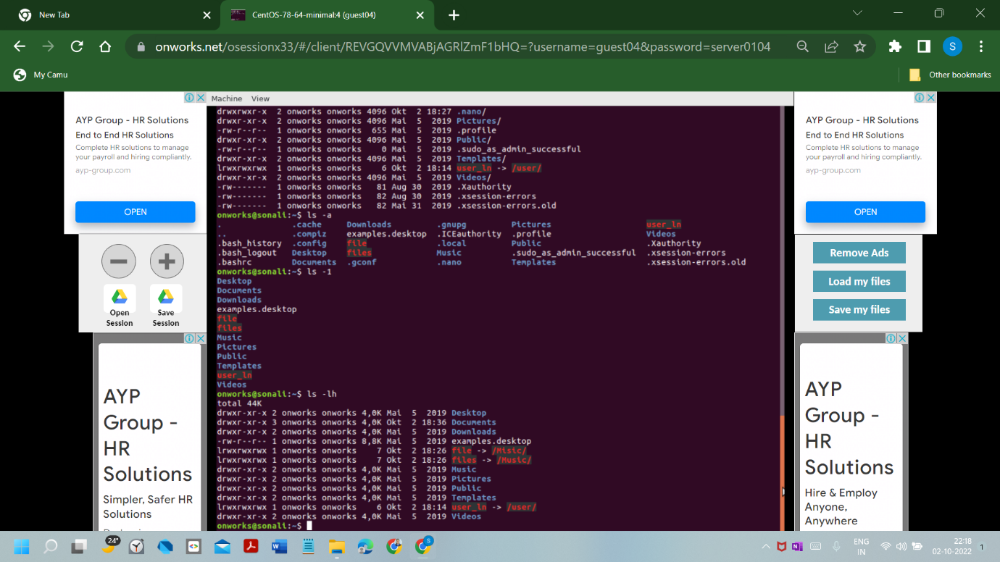 New Tab
CentOS-78-64-minimal:4 (guest04)
onworks.net/osessionx33/#/client/REVGQVVMVABjAGRlZmF1bHQ=?username=guest04&password=server0104
S
My Camu
Other bookmarks
AYP Group - HR Solutions
End to End HR Solutions
Complete HR solutions to manage
your payroll and hiring compliantly.
ayp-group.com
OPEN
Open
Session
Save
Session
AYP
Group -
HR
Solutions
Simpler, Safer HR
Solutions
Machine View
drwxrwxr-x 2 onworks onworks 4096 Okt 2 18:27 .nano/
drwxr-xr-x 2 onworks onworks 4096 Mai 5 2019 Pictures/
-rw-r--r-- 1 onworks onworks 655 Mai 5 2019 .profile
drwxr-xr-x 2 onworks onworks 4096 Mai 5 2019 Public/
-rw-r--r-- 1 onworks onworks 0 Mai 5 2019 .sudo_as_admin_successful
drwxr-xr-x 2 onworks onworks 4096 Mai 5 2019 Templates/
lrwxrwxrwx 1 onworks onworks 6 Okt 2 18:14 user_ln -> /user/
drwxr-xr-x 2 onworks onworks 4096 Mai 5 2019 Videos/
-rw------- 1 onworks onworks 81 Aug 30 2019 .Xauthority
-rw------- 1 onworks onworks 82 Aug 30 2019 .xsession-errors
-rw------- 1 onworks onworks 82 Mai 31 2019 .xsession-errors.old
onworks@sonali:~$ ls -a
. .cache Downloads .gnupg Pictures user_ln
.. .compiz examples.desktop .ICEauthority .profile Videos
.bash_history .config file .local Public .Xauthority
.bash_logout Desktop files Music .sudo_as_admin_successful .xsession-errors
.bashrc Documents .gconf .nano Templates .xsession-errors.old
onworks@sonali:~$ ls -1
Desktop
Documents
Downloads
examples.desktop
file
files
Music
Pictures
Public
Templates
user_ln
Videos
onworks@sonali:~$ ls -lh
total 44K
drwxr-xr-x 2 onworks onworks 4,0K Mai 5 2019 Desktop
drwxr-xr-x 3 onworks onworks 4,0K Okt 2 18:36 Documents
drwxr-xr-x 2 onworks onworks 4,0K Mai 5 2019 Downloads
-rw-r--r-- 1 onworks onworks 8,8K Mai 5 2019 examples.desktop
lrwxrwxrwx 1 onworks onworks 7 Okt 2 18:26 file -> /Misic/
lrwxrwxrwx 1 onworks onworks 7 Okt 2 18:26 files -> /Music/
drwxr-xr-x 2 onworks onworks 4,0K Mai 5 2019 Music
drwxr-xr-x 2 onworks onworks 4,0K Mai 5 2019 Pictures
drwxr-xr-x 2 onworks onworks 4,0K Mai 5 2019 Public
drwxr-xr-x 2 onworks onworks 4,0K Mai 5 2019 Templates
lrwxrwxrwx 1 onworks onworks 6 Okt 2 18:14 user_ln -> /user/
drwxr-xr-x 2 onworks onworks 4,0K Mai 5 2019 Videos
onworks@sonali:~$
AYP Group - HR Solutions
End to End HR Solutions
Complete HR solutions to manage
your payroll and hiring compliantly.
ayp-group.com
OPEN
Remove Ads
Load my files
Save my files
AYP
Group -
HR
Solutions
Hire & Employ
Anyone,
Anywhere
24°
ENG
IN
22:18
02-10-2022
1